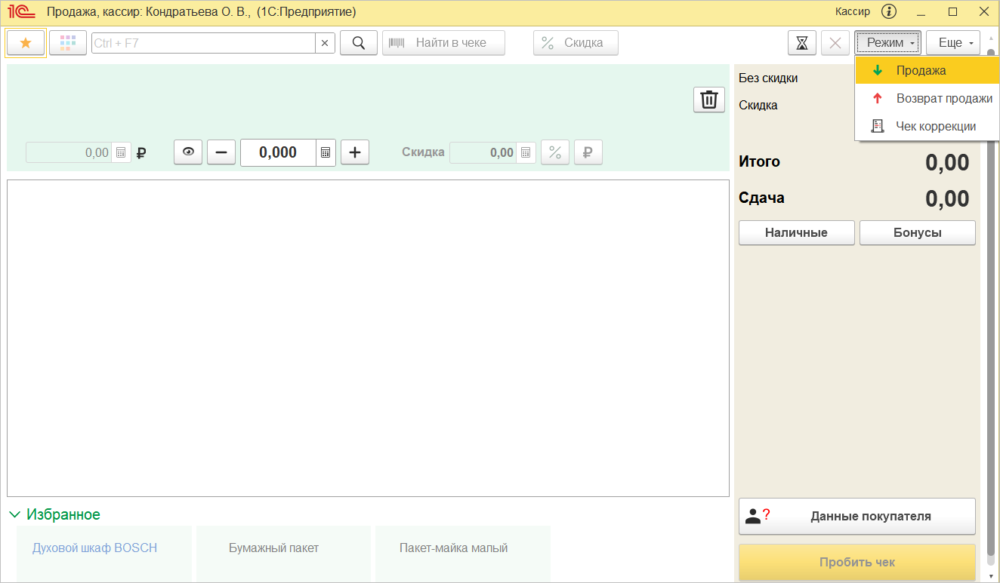 1С Продажа, кассир: Кондратьева О. В., (1С:Предприятие) Кассир
Ctrl + F7 × Найти в чеке % Скидка Режим Еще
Продажа
Возврат продажи
Чек коррекции
Без скидки
Скидка
0,00 ₽ − 0,000 + Скидка 0,00 % ₽
Итого 0,00
Сдача 0,00
Наличные Бонусы
Избранное
Духовой шкаф BOSCH Бумажный пакет Пакет-майка малый
? Данные покупателя
Пробить чек